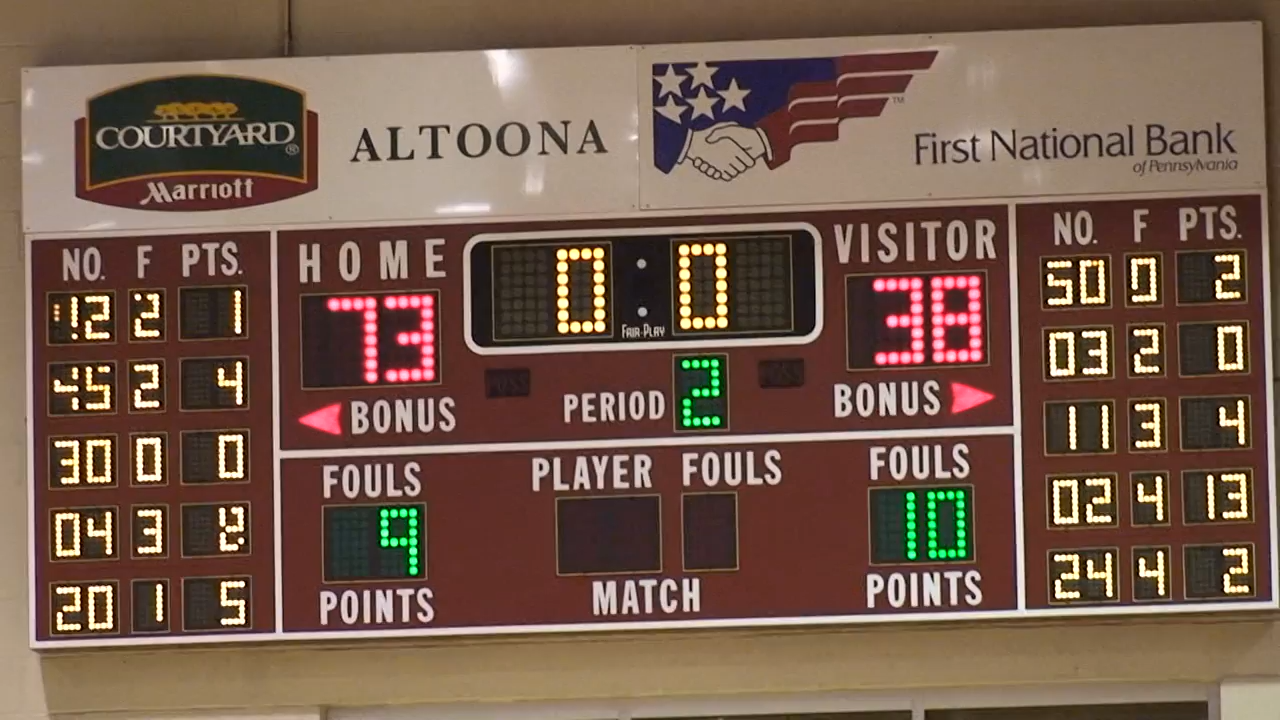 COURTYARD®
Marriott
ALTOONA
™
First National Bank
of Pennsylvania
NO. F PTS.
12 2 1
45 2 4
30 0 0
04 3
20 1 5
HOME
73
BONUS
0 : 0
FAIR-PLAY
PERIOD 2
VISITOR
38
BONUS
FOULS
9
POINTS
PLAYER FOULS
MATCH
FOULS
10
POINTS
NO. F PTS.
50 0 2
03 2 0
11 3 4
02 4 13
24 4 2